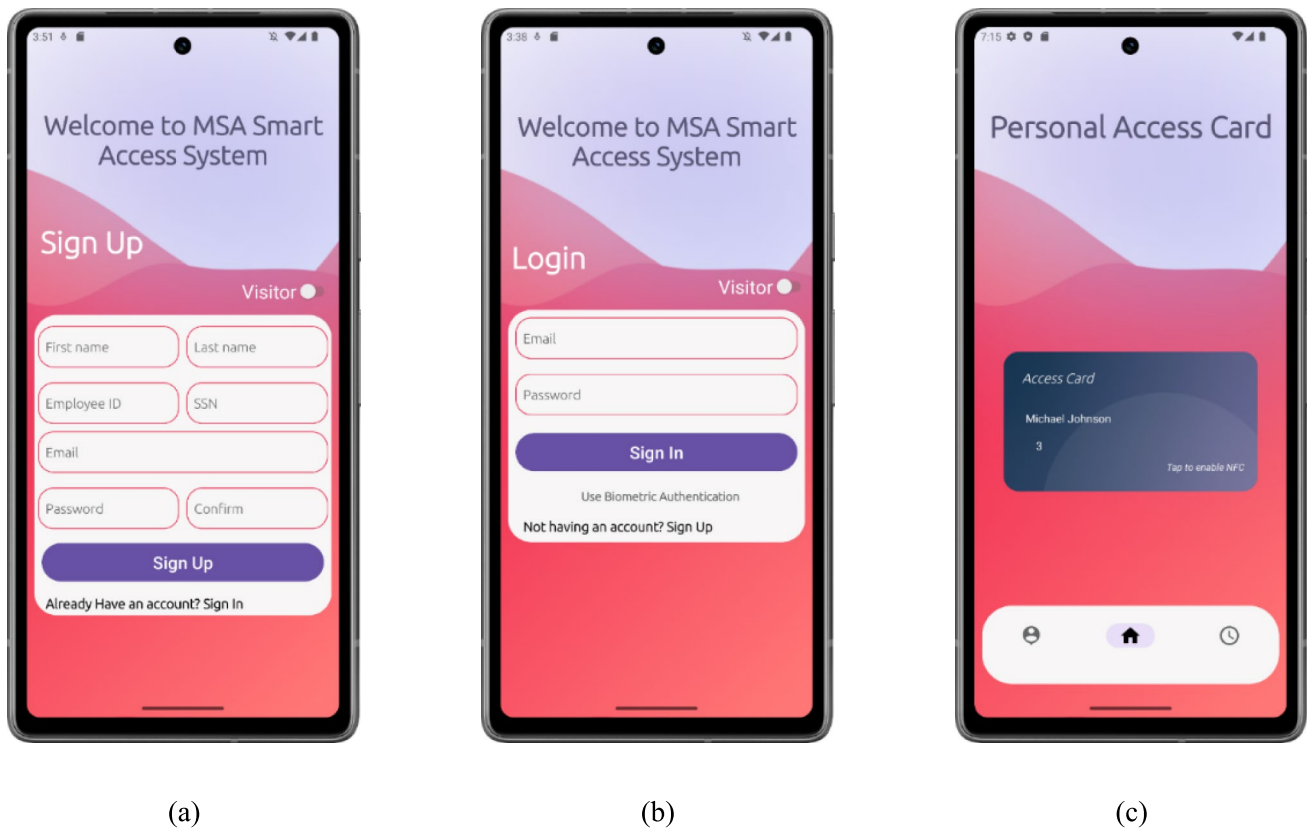 3:51
Welcome to MSA Smart
Access System
Sign Up
Visitor
First name
Last name
Employee ID
SSN
Email
Password
Confirm
Sign Up
Already Have an account? Sign In
(a)
3:38
Welcome to MSA Smart
Access System
Login
Visitor
Email
Password
Sign In
Use Biometric Authentication
Not having an account? Sign Up
(b)
7:15
Personal Access Card
Access Card
Michael Johnson
3
Tap to enable NFC
(c)